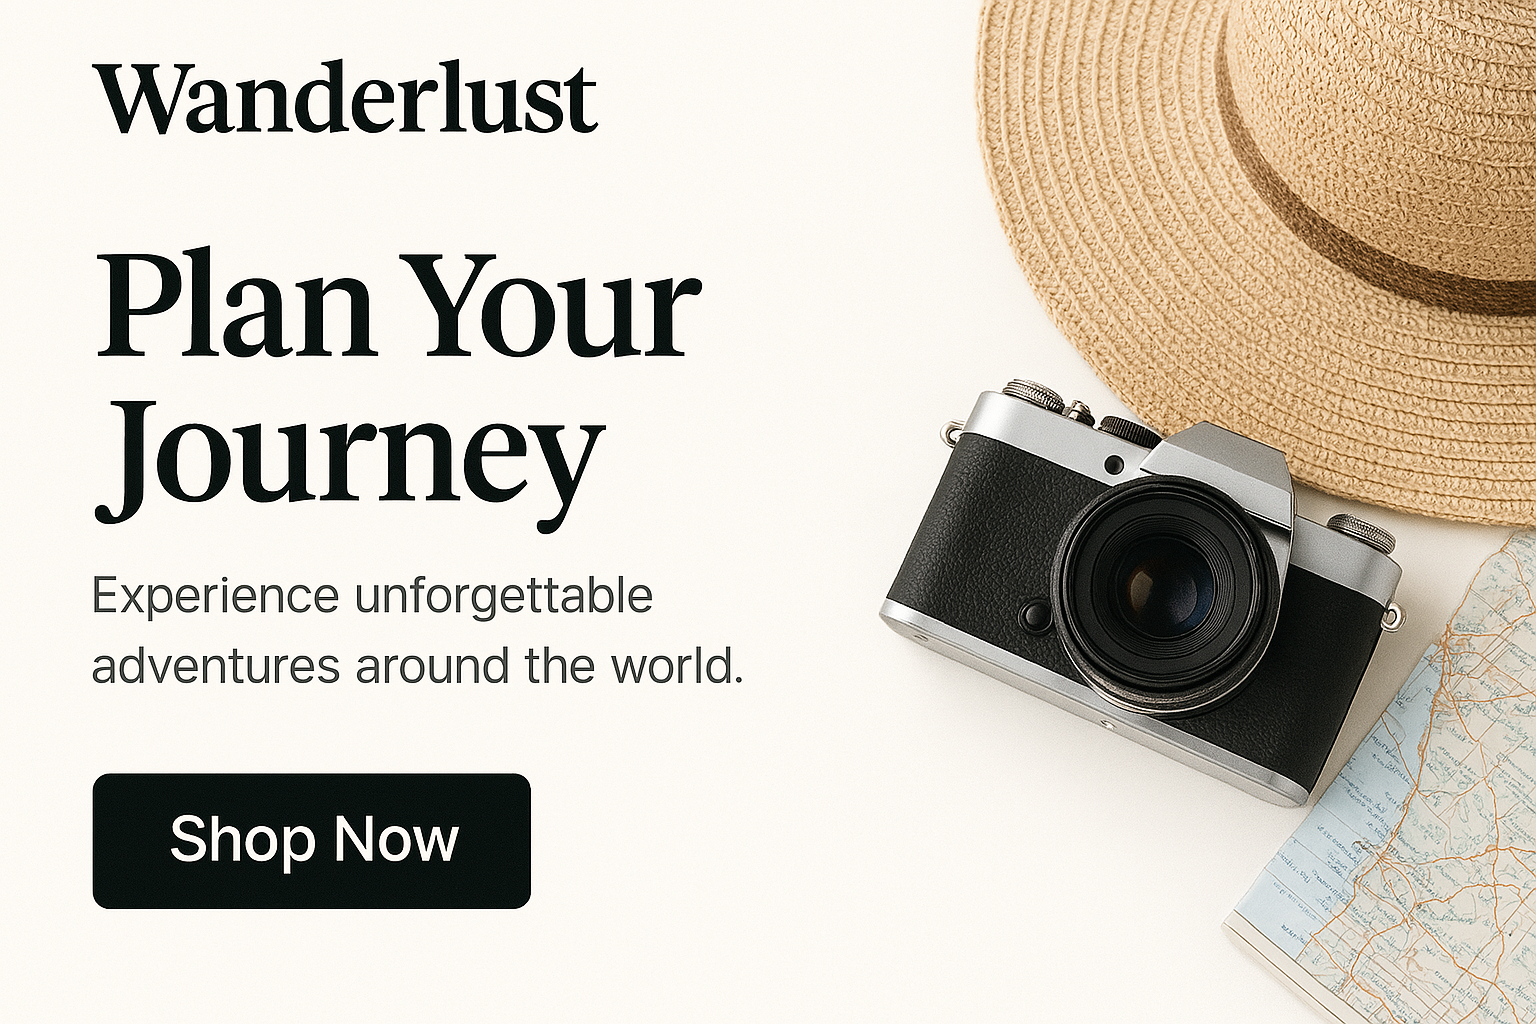 Wanderlust
Plan Your
Journey
Experience unforgettable
adventures around the world.
Shop Now